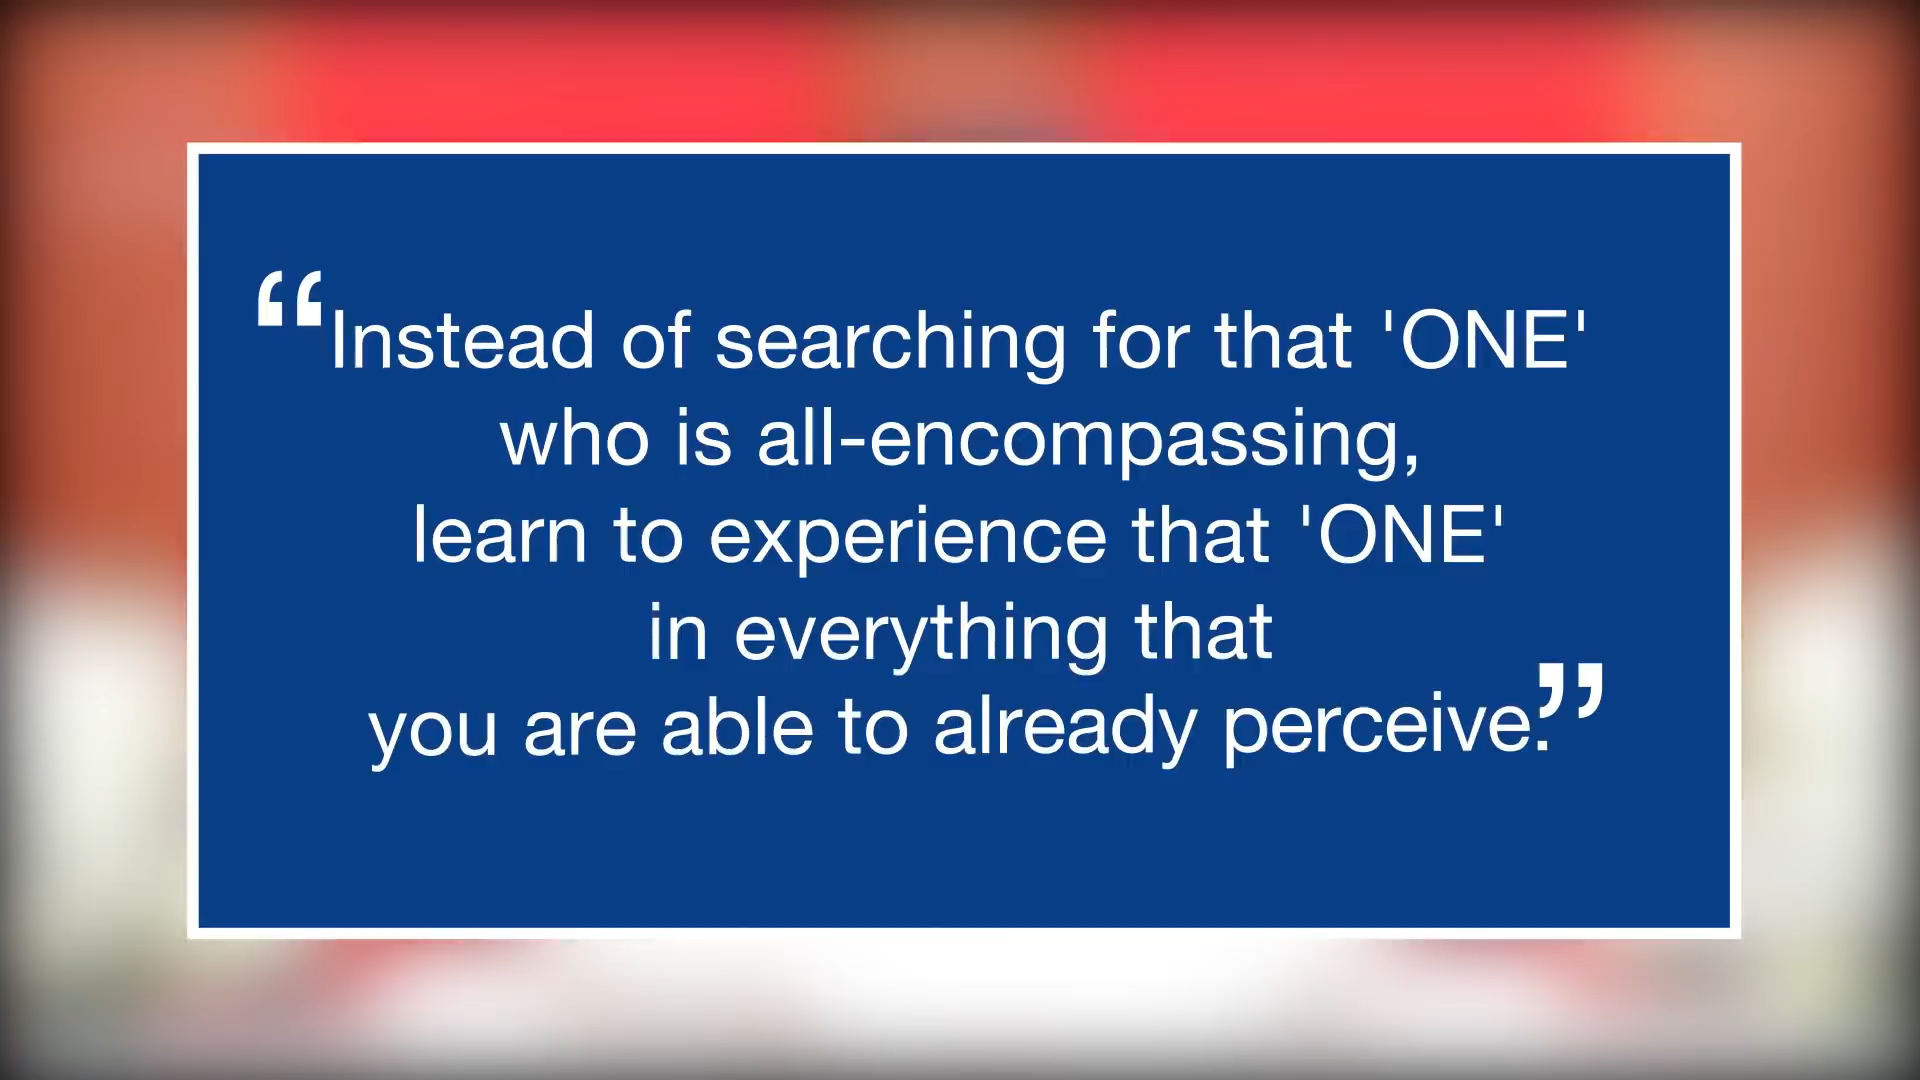 “Instead of searching for that 'ONE'
who is all-encompassing,
learn to experience that 'ONE'
in everything that
you are able to already perceive.”